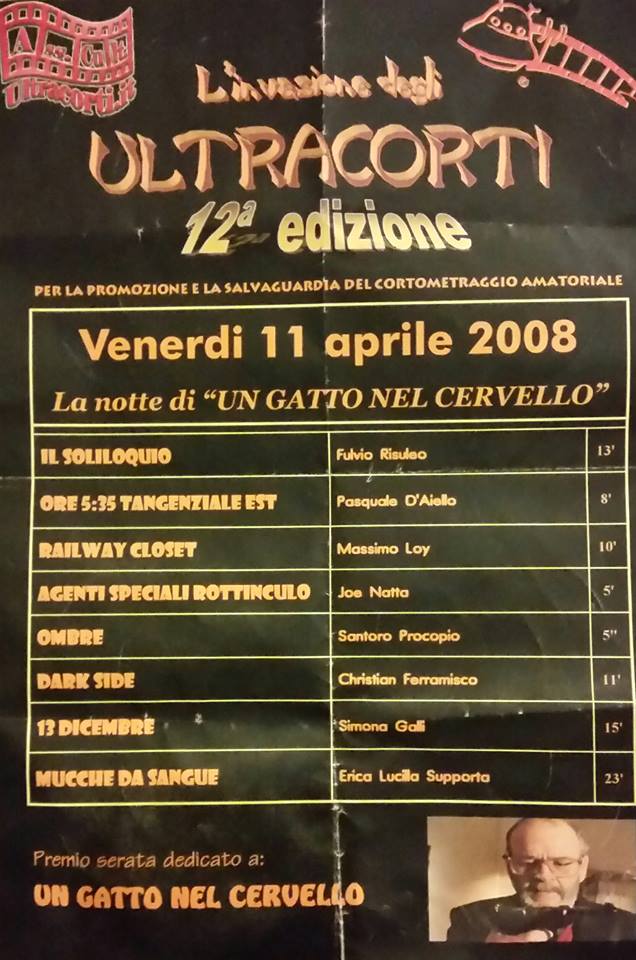 Ass. Cult.
Ultracorti.it
L'invasione degli
ULTRACORTI
12ª edizione
PER LA PROMOZIONE E LA SALVAGUARDIA DEL CORTOMETRAGGIO AMATORIALE
Venerdi 11 aprile 2008
La notte di “UN GATTO NEL CERVELLO”
IL SOLILOQUIO Fulvio Risuleo 13'
ORE 5:35 TANGENZIALE EST Pasquale D'Aiello 8'
RAILWAY CLOSET Massimo Loy 10'
AGENTI SPECIALI ROTTINCULO Joe Natta 5'
OMBRE Santoro Procopio 5"
DARK SIDE Christian Ferramisco 11'
13 DICEMBRE Simona Galli 15'
MUCCHE DA SANGUE Erica Lucilla Supporta 23'
Premio serata dedicato a:
UN GATTO NEL CERVELLO